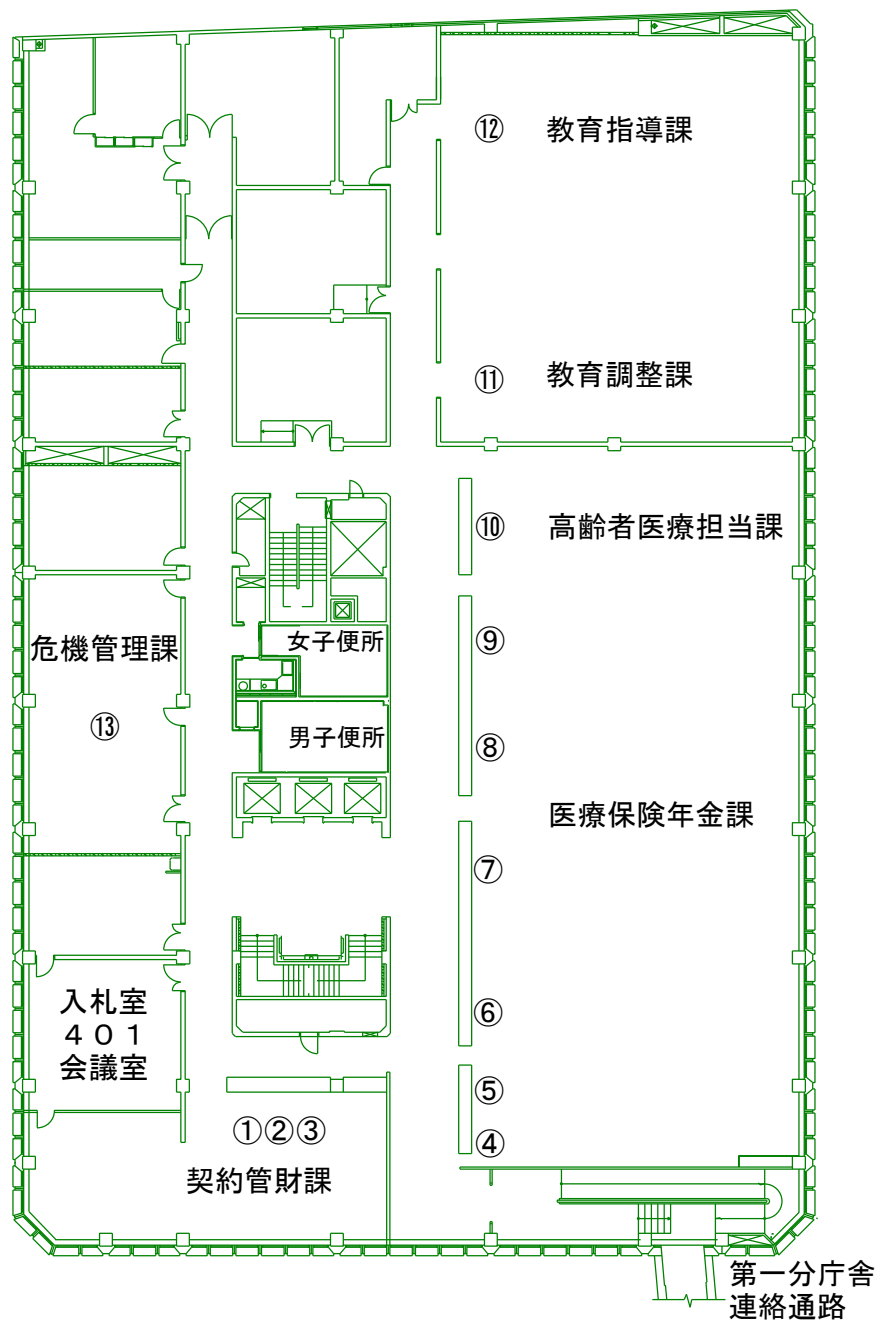 ⑫ 教育指導課
⑪ 教育調整課
⑩ 高齢者医療担当課
⑨
女子便所
危機管理課
⑬
男子便所
⑧
医療保険年金課
⑦
入札室
401
会議室
⑥
⑤
①②③
④
契約管財課
第一分庁舎
連絡通路